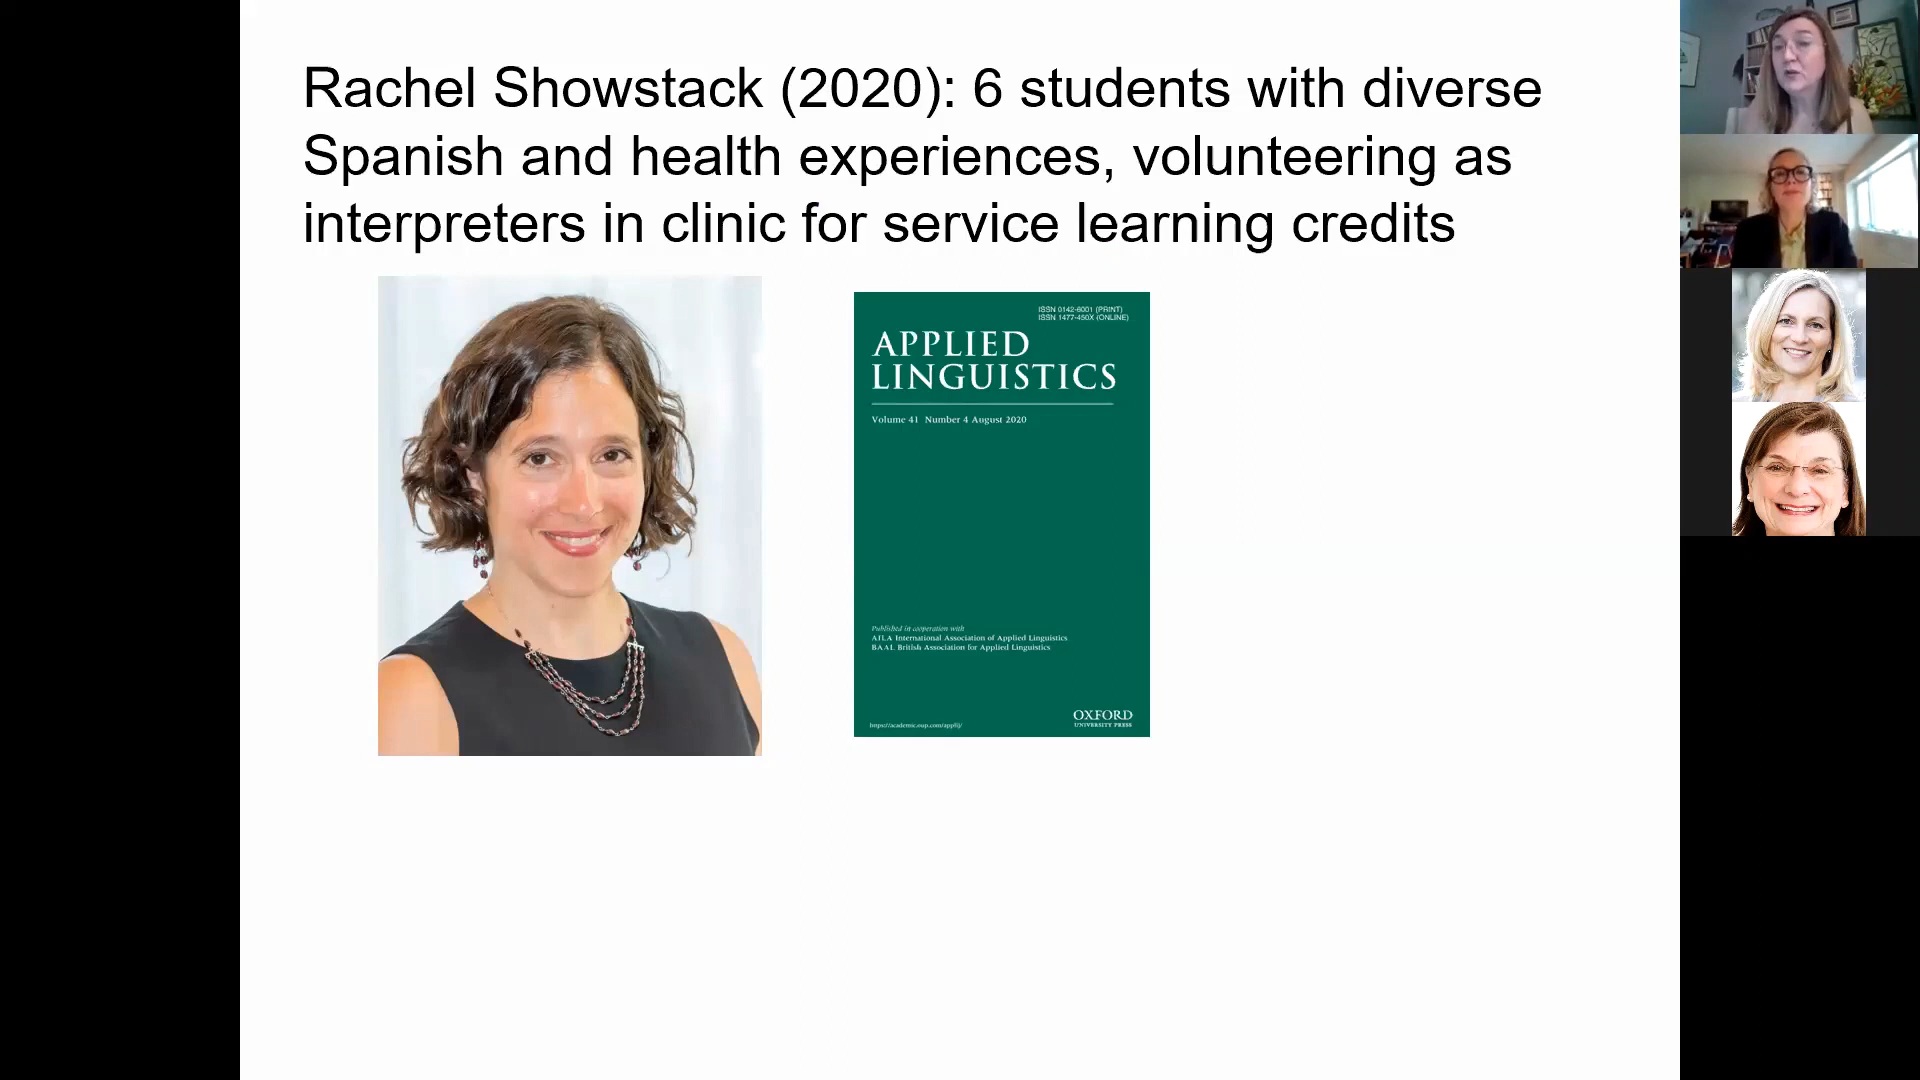 Rachel Showstack (2020): 6 students with diverse
Spanish and health experiences, volunteering as
interpreters in clinic for service learning credits
ISSN 0142-6001 (PRINT)
ISSN 1477-450X (ONLINE)
APPLIED
LINGUISTICS
Volume 41 Number 4 August 2020
Published in cooperation with
AILA International Association of Applied Linguistics
BAAL British Association for Applied Linguistics
https://academic.oup.com/applij/
OXFORD
UNIVERSITY PRESS